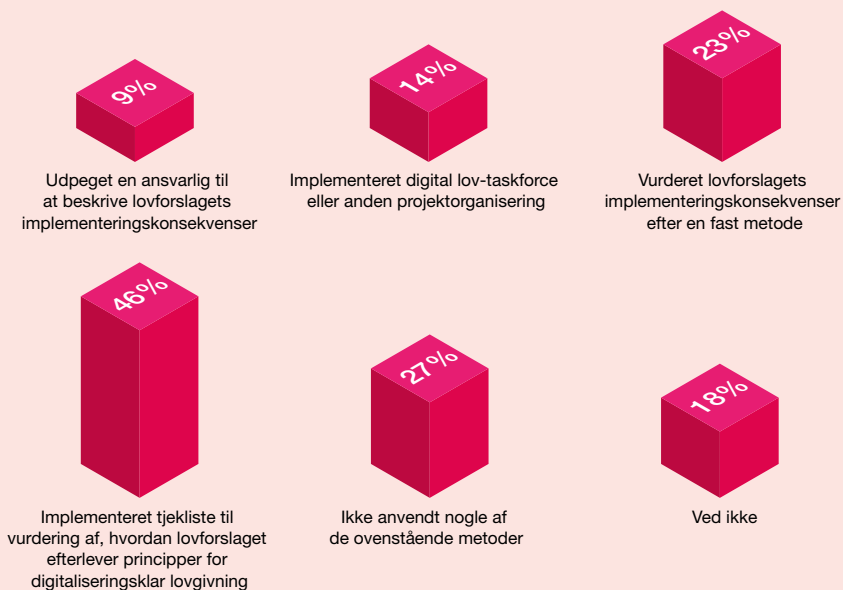 9%
Udpeget en ansvarlig til
at beskrive lovforslagets
implementeringskonsekvenser
14%
Implementeret digital lov-taskforce
eller anden projektorganisering
23%
Vurderet lovforslagets
implementeringskonsekvenser
efter en fast metode
46%
Implementeret tjekliste til
vurdering af, hvordan lovforslaget
efterlever principper for
digitaliseringsklar lovgivning
27%
Ikke anvendt nogle af
de ovenstående metoder
18%
Ved ikke